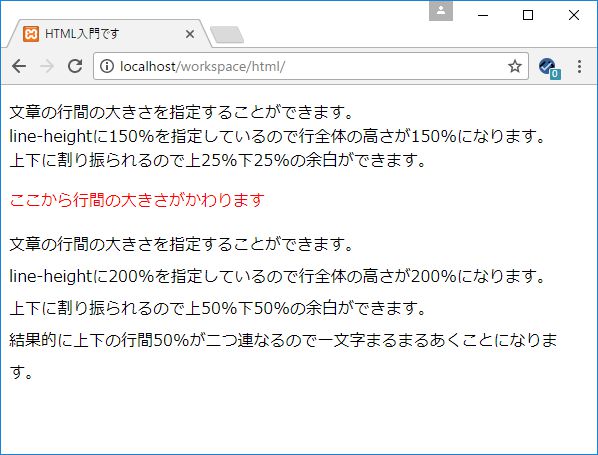 HTML入門です
localhost/workspace/html/
0
文章の行間の大きさを指定することができます。
line-heightに150%を指定しているので行全体の高さが150%になります。
上下に割り振られるので上25%下25%の余白ができます。
ここから行間の大きさがかわります
文章の行間の大きさを指定することができます。
line-heightに200%を指定しているので行全体の高さが200%になります。
上下に割り振られるので上50%下50%の余白ができます。
結果的に上下の行間50%が二つ連なるので一文字まるまるあくことになりま
す。